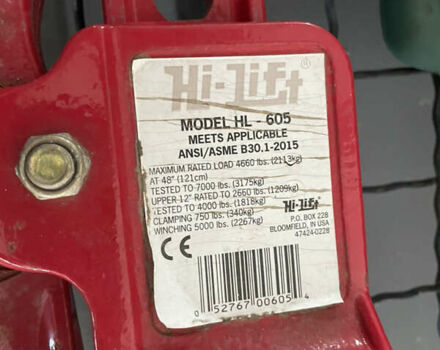 Hi-Lift®
MODEL HL - 605
MEETS APPLICABLE
ANSI/ASME B30.1-2015
MAXIMUM RATED LOAD 4660 lbs. (2113kg)
AT 48" (121cm)
TESTED TO 7000 lbs. (3175kg)
UPPER 12" RATED TO 2660 lbs. (1209kg)
TESTED TO 4000 lbs. (1818kg)
CLAMPING 750 lbs. (340kg)
WINCHING 5000 lbs. (2267kg)
Hi-Lift
P.O. BOX 228
BLOOMFIELD, IN USA
47424-0228
CE
0 52767 00605 4